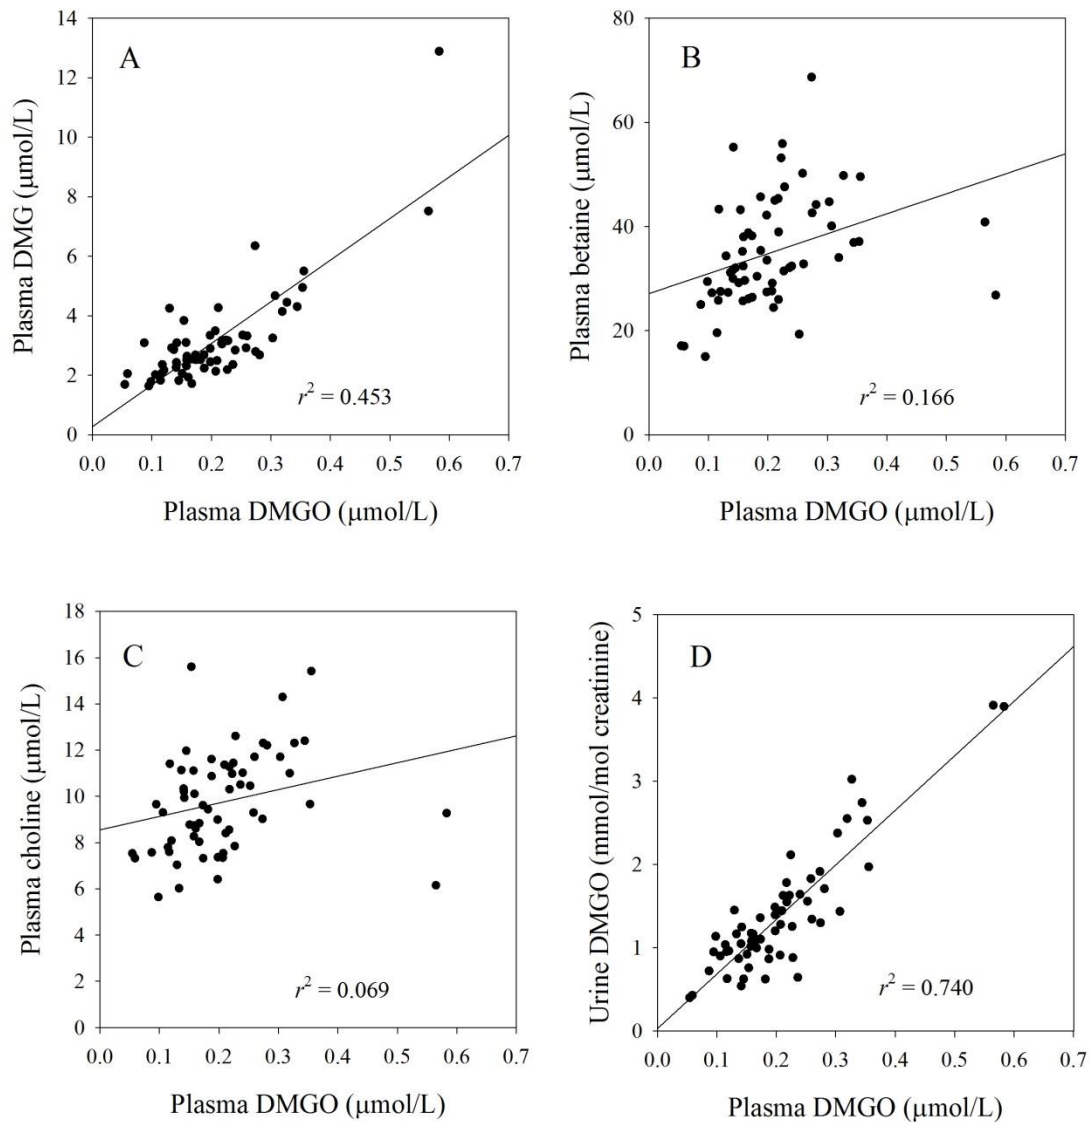 A
Plasma DMG (μmol/L)
14
12
10
8
6
4
2
0
r² = 0.453
0.0 0.1 0.2 0.3 0.4 0.5 0.6 0.7
Plasma DMGO (μmol/L)
B
Plasma betaine (μmol/L)
80
60
40
20
0
r² = 0.166
0.0 0.1 0.2 0.3 0.4 0.5 0.6 0.7
Plasma DMGO (μmol/L)
C
Plasma choline (μmol/L)
18
16
14
12
10
8
6
4
2
0
r² = 0.069
0.0 0.1 0.2 0.3 0.4 0.5 0.6 0.7
Plasma DMGO (μmol/L)
D
Urine DMGO (mmol/mol creatinine)
5
4
3
2
1
0
r² = 0.740
0.0 0.1 0.2 0.3 0.4 0.5 0.6 0.7
Plasma DMGO (μmol/L)